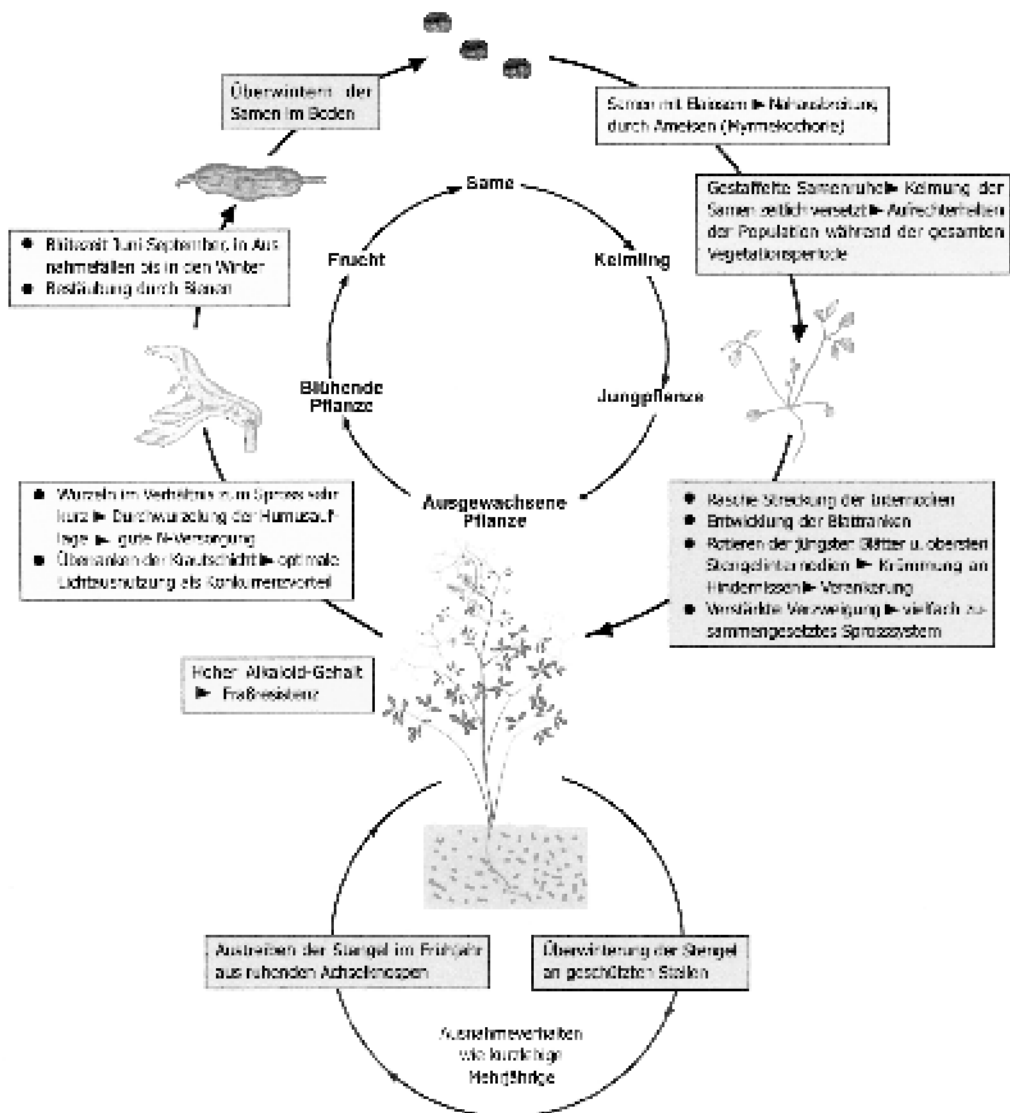 Überwintern der
Samen im Boden
Samen mit Elaiosom ► Nahausbreitung
durch Ameisen (Myrmekochorie)
Gestaffelte Samenruhe ► Keimung der
Samen zeitlich versetzt ► Aufrechterhalten
der Population während der gesamten
Vegetationsperiode
● Blütezeit Juni September, in Aus
nahmefällen bis in den Winter
● Bestäubung durch Bienen
Same
Frucht
Keimling
Blühende
Pflanze
Jungpflanze
Ausgewachsene
Pflanze
● Wurzeln im Verhältnis zum Spross sehr
kurz ► Durchwurzelung der Humusauf-
lage ► gute N-Versorgung
● Überranken der Krautschicht ► optimale
Lichtausnutzung als Konkurrenzvorteil
● Rasche Streckung der Internodien
● Entwicklung der Blattranken
● Rotieren der jüngsten Blätter u. obersten
Stengelinternodien ► Krümmung an
Hindernissen ► Verankerung
● Verstärkte Verzweigung ► vielfach zu-
sammengesetztes Sprosssystem
Hoher Alkaloid-Gehalt
► Fraßresistenz
Austreiben der Stengel im Frühjahr
aus ruhenden Achselknospen
Überwinterung der Stengel
an geschützten Stellen
Ausnahmeverhalten
wie kurzlebige
Mehrjährige